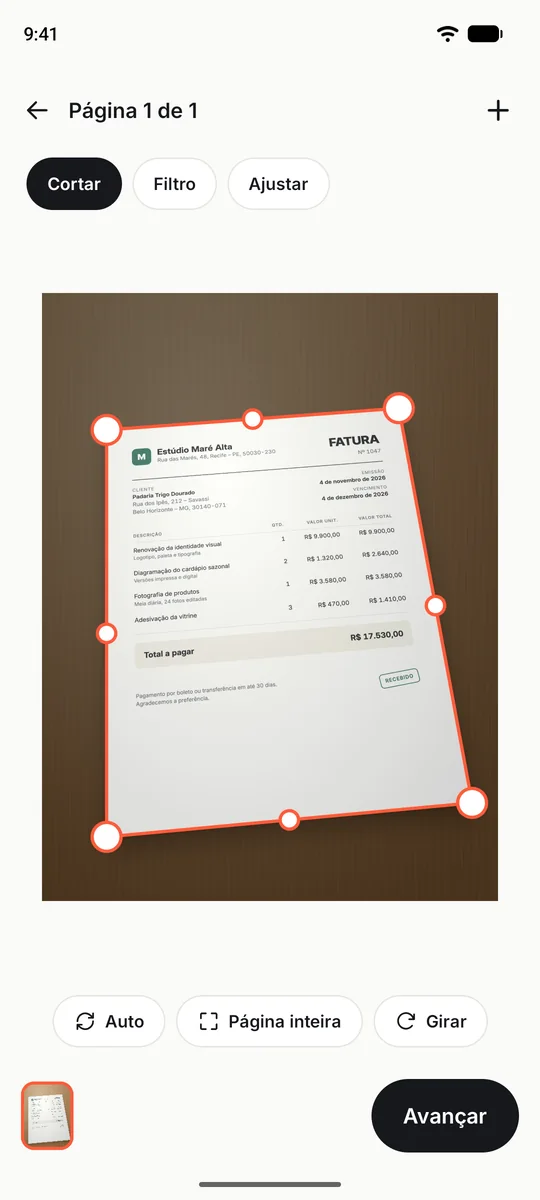 9:41
Página 1 de 1
Cortar Filtro Ajustar
M Estúdio Maré Alta
Rua das Marés, 48, Recife – PE, 50030-230
FATURA
Nº 1047
CLIENTE
Padaria Trigo Dourado
Rua dos Ipês, 212 – Savassi
Belo Horizonte – MG, 30140-071
EMISSÃO
4 de novembro de 2026
VENCIMENTO
4 de dezembro de 2026
DESCRIÇÃO QTD. VALOR UNIT. VALOR TOTAL
Renovação da identidade visual 1 R$ 9.900,00 R$ 9.900,00
Logotipo, paleta e tipografia
Diagramação do cardápio sazonal 2 R$ 1.320,00 R$ 2.640,00
Versões impressa e digital
Fotografia de produtos 1 R$ 3.580,00 R$ 3.580,00
Meia diária, 24 fotos editadas
Adesivação da vitrine 3 R$ 470,00 R$ 1.410,00
Total a pagar R$ 17.530,00
Pagamento por boleto ou transferência em até 30 dias.
Agradecemos a preferência.
RECEBIDO
Auto Página inteira Girar
Avançar